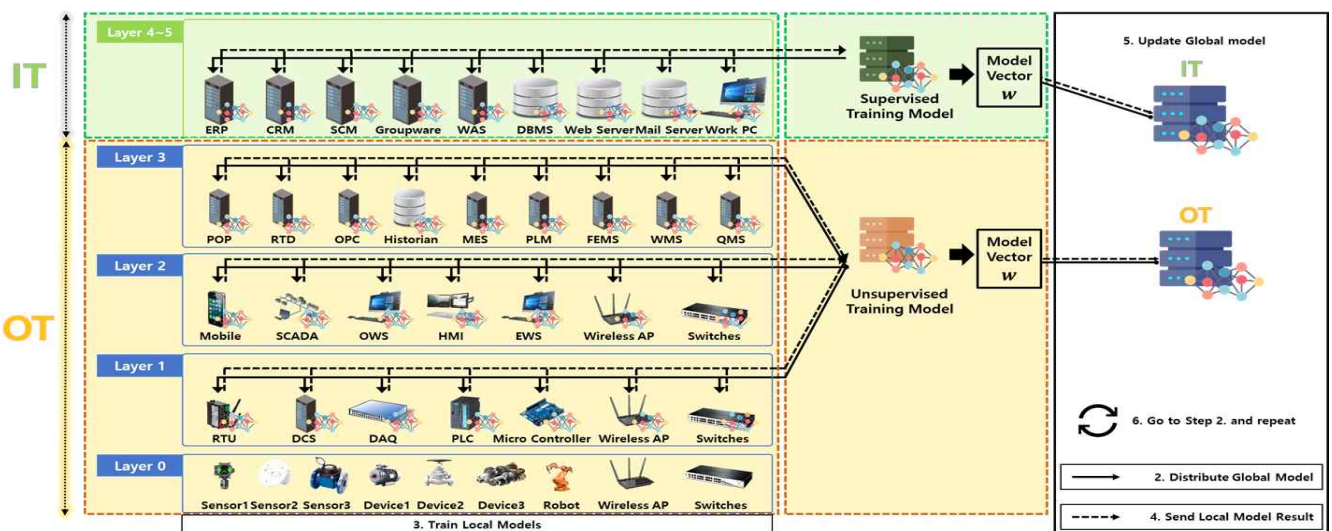 IT
Layer 4~5
ERP CRM SCM Groupware WAS DBMS Web Server Mail Server Work PC
Supervised
Training Model
Model
Vector
w
5. Update Global model
IT
OT
Layer 3
POP RTD OPC Historian MES PLM FEMS WMS QMS
Layer 2
Mobile SCADA OWS HMI EWS Wireless AP Switches
Unsupervised
Training Model
Model
Vector
w
OT
Layer 1
RTU DCS DAQ PLC Micro Controller Wireless AP Switches
Layer 0
Sensor1 Sensor2 Sensor3 Device1 Device2 Device3 Robot Wireless AP Switches
3. Train Local Models
6. Go to Step 2. and repeat
2. Distribute Global Model
4. Send Local Model Result